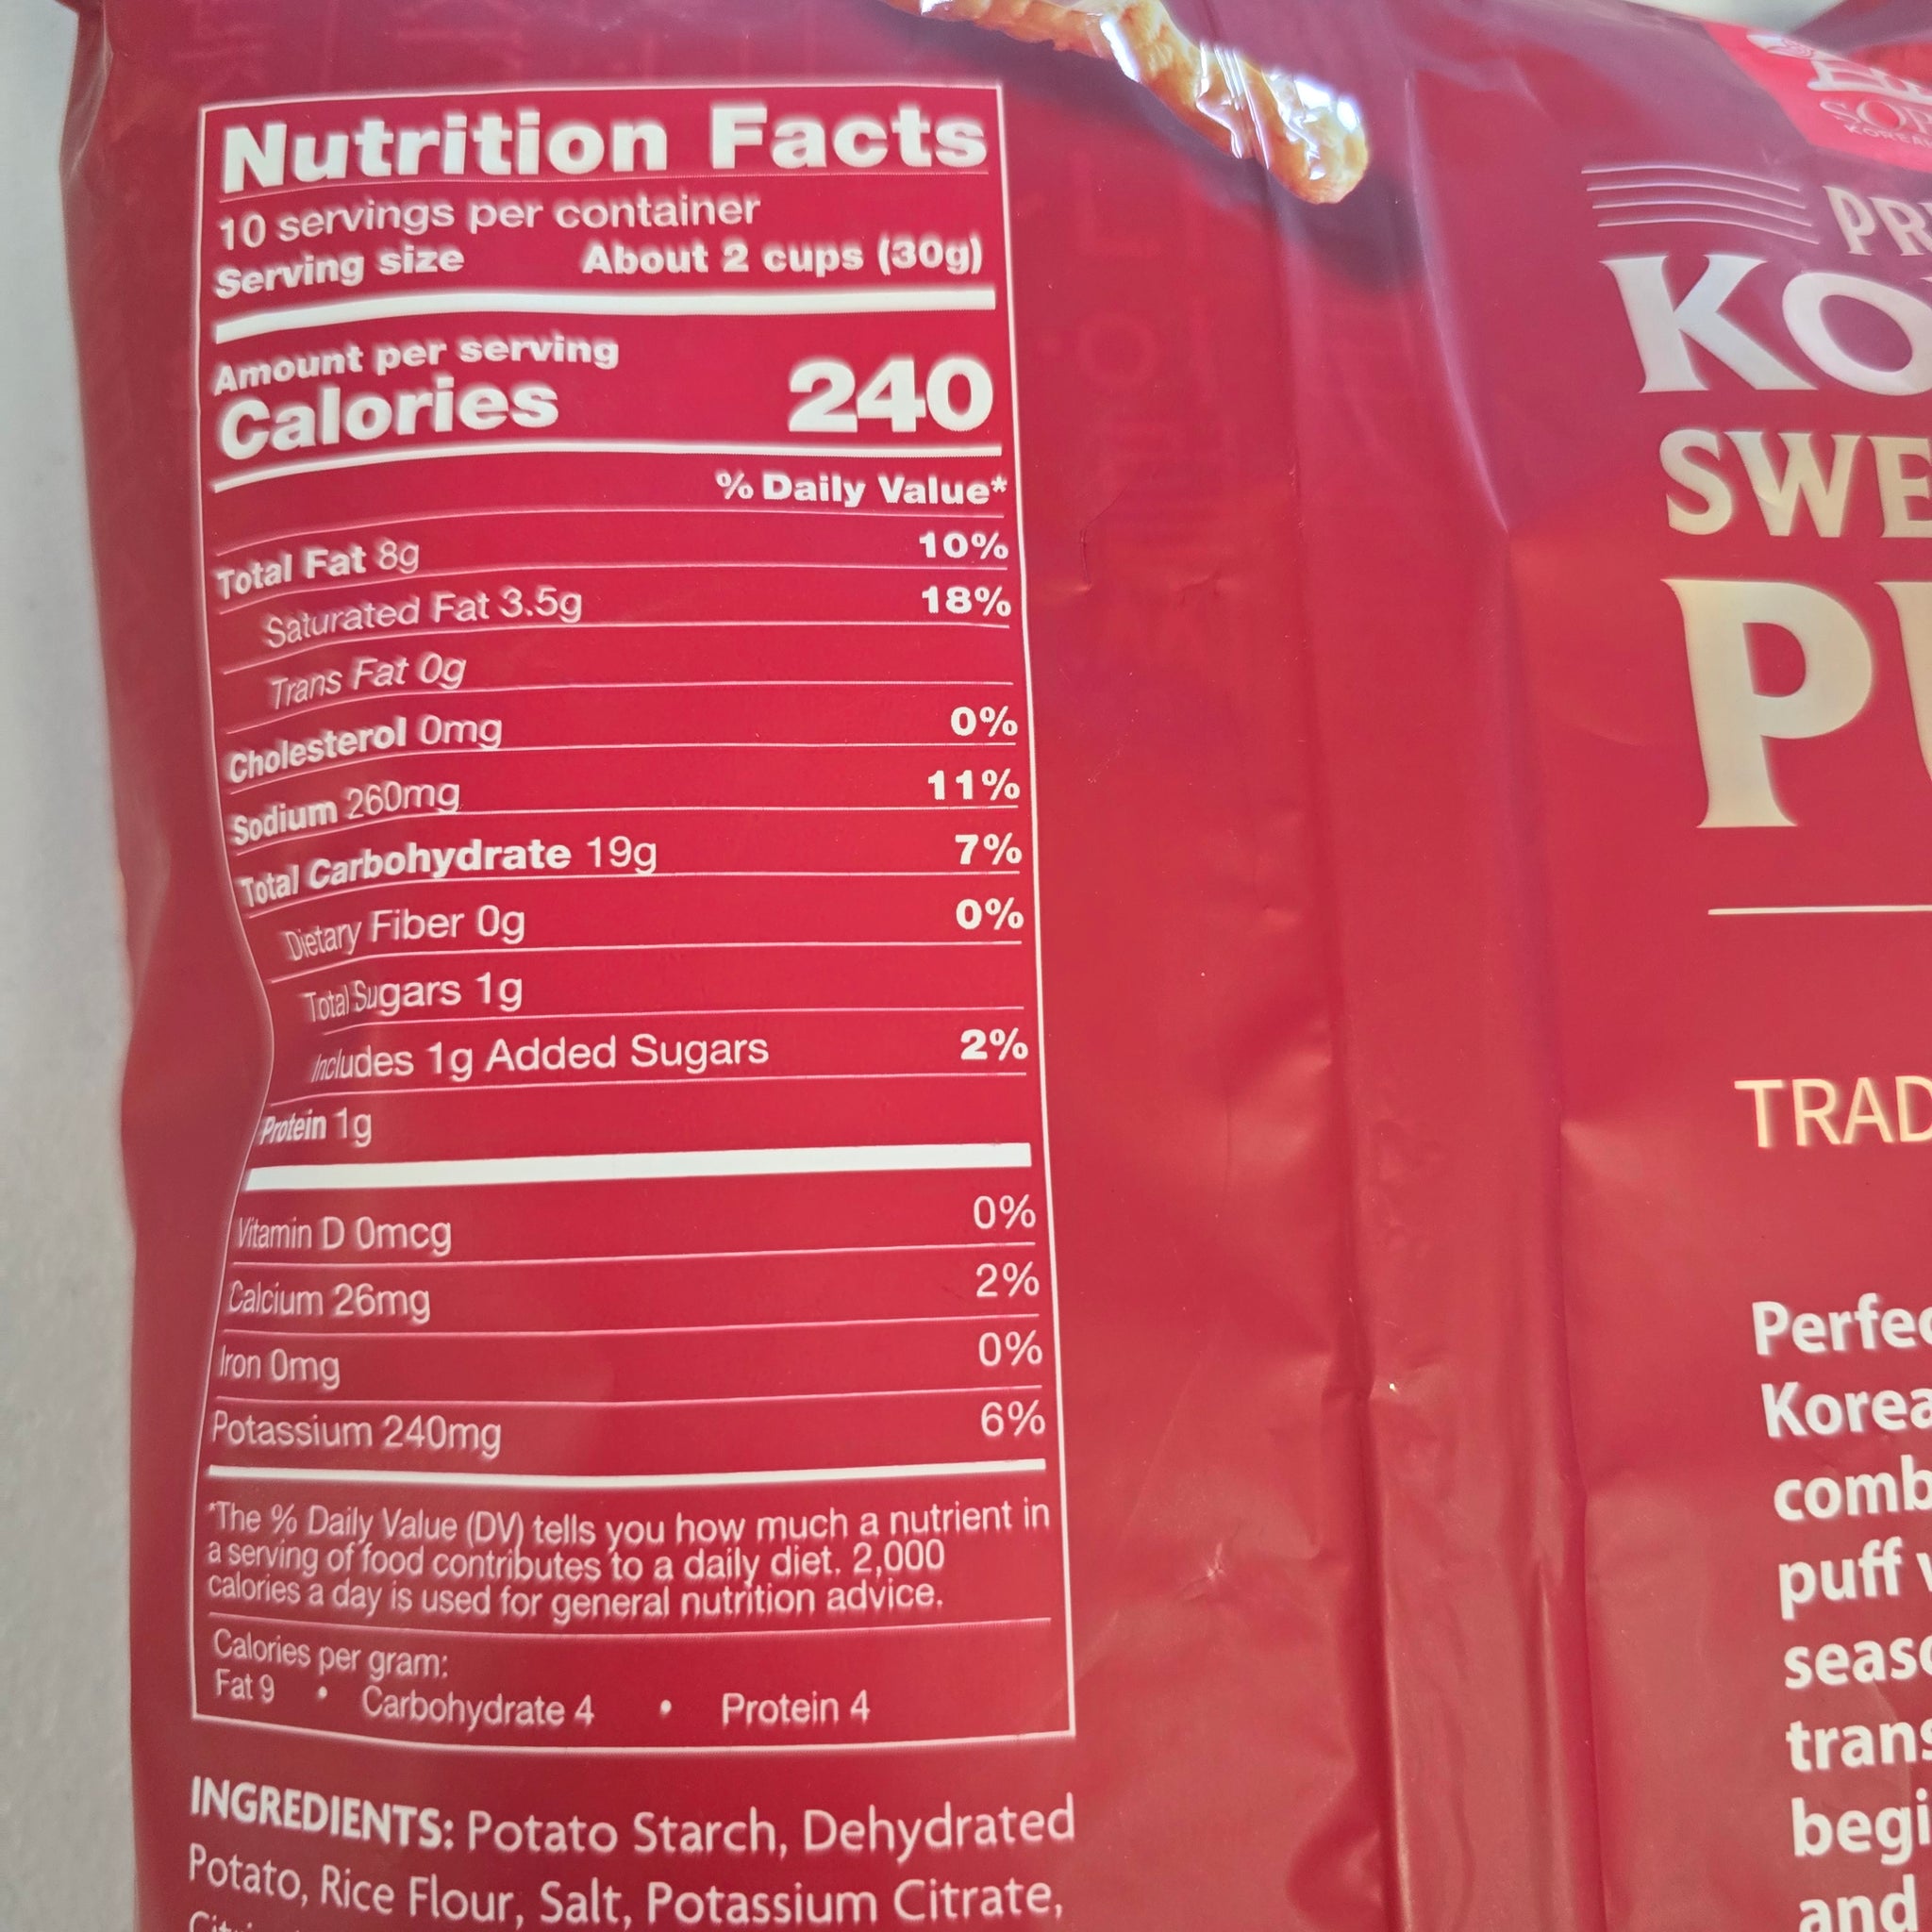 Nutrition Facts
10 servings per container
Serving size About 2 cups (30g)
Amount per serving
Calories 240
% Daily Value*
Total Fat 8g 10%
Saturated Fat 3.5g 18%
Trans Fat 0g
Cholesterol 0mg 0%
Sodium 260mg 11%
Total Carbohydrate 19g 7%
Dietary Fiber 0g 0%
Total Sugars 1g
Includes 1g Added Sugars 2%
Protein 1g
Vitamin D 0mcg 0%
Calcium 26mg 2%
Iron 0mg 0%
Potassium 240mg 6%
*The % Daily Value (DV) tells you how much a nutrient in
a serving of food contributes to a daily diet. 2,000
calories a day is used for general nutrition advice.
Calories per gram:
Fat 9 • Carbohydrate 4 • Protein 4
INGREDIENTS: Potato Starch, Dehydrated
Potato, Rice Flour, Salt, Potassium Citrate,
PR
KO
SWE
P
TRAD
Perfec
Korea
comb
puff
seaso
trans
begi
and